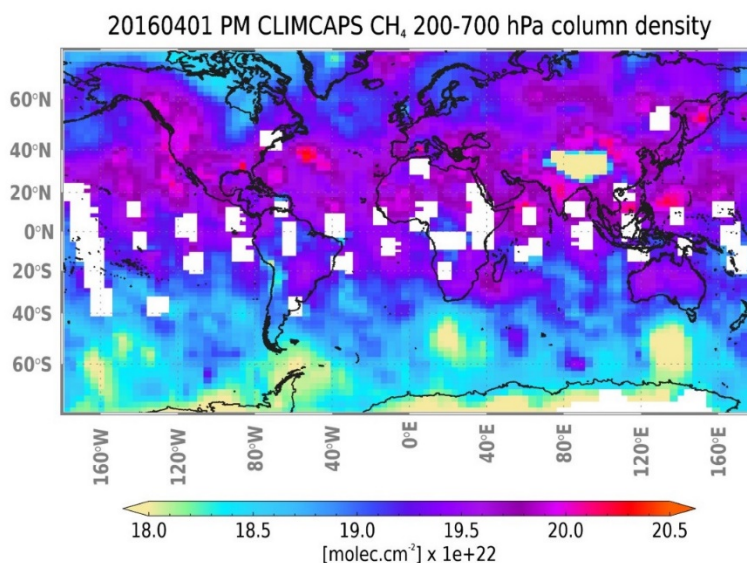 20160401 PM CLIMCAPS CH₄ 200-700 hPa column density
60°N
40°N
20°N
0°N
20°S
40°S
60°S
160°W 120°W 80°W 40°W 0°E 40°E 80°E 120°E 160°E
18.0 18.5 19.0 19.5 20.0 20.5
[molec.cm⁻²] x 1e+22